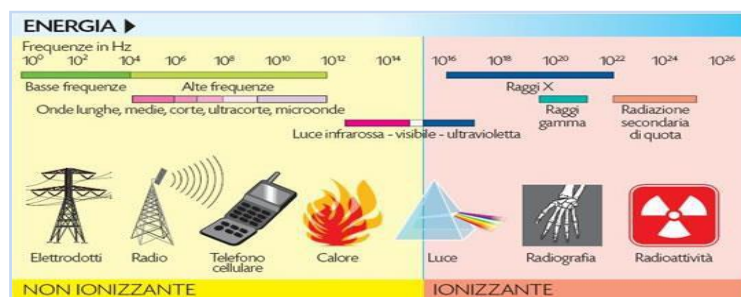 ENERGIA ▶
Frequenze in Hz
10⁰ 10² 10⁴ 10⁶ 10⁸ 10¹⁰ 10¹² 10¹⁴ 10¹⁶ 10¹⁸ 10²⁰ 10²² 10²⁴ 10²⁶
Basse frequenze Alte frequenze Raggi X
Onde lunghe, medie, corte, ultracorte, microonde
Luce infrarossa - visibile - ultravioletta
Raggi
gamma
Radiazione
secondaria
di quota
Elettrodotti Radio Telefono
cellulare
Calore Luce Radiografia Radioattività
NON IONIZZANTE IONIZZANTE